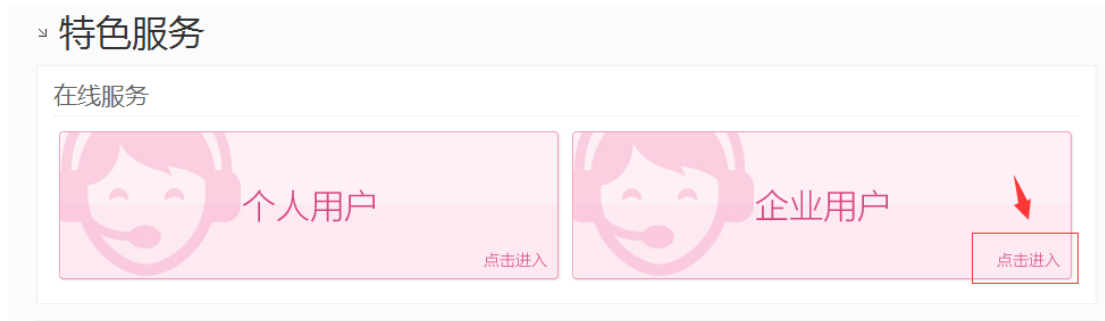 特色服务
在线服务
个人用户
点击进入
企业用户
点击进入